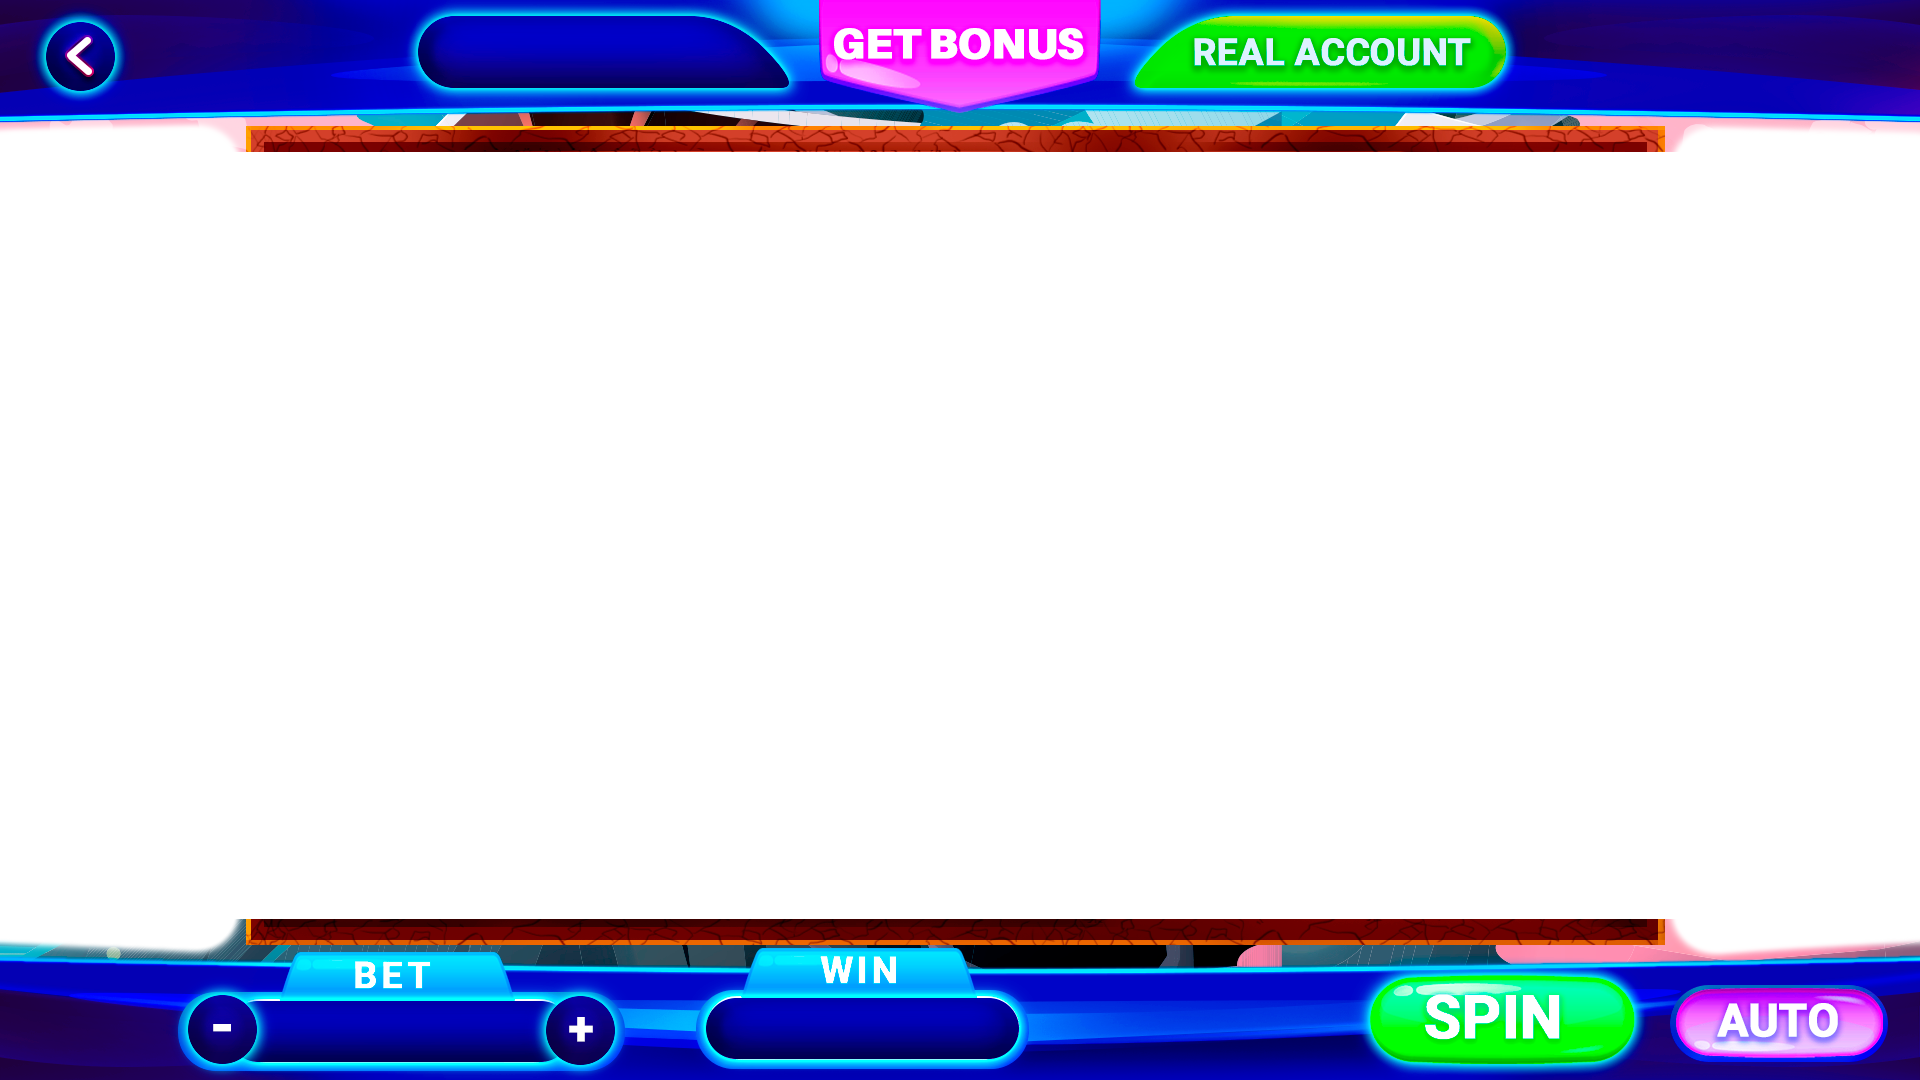 GET BONUS
REAL ACCOUNT
BET
WIN
-
+
SPIN
AUTO